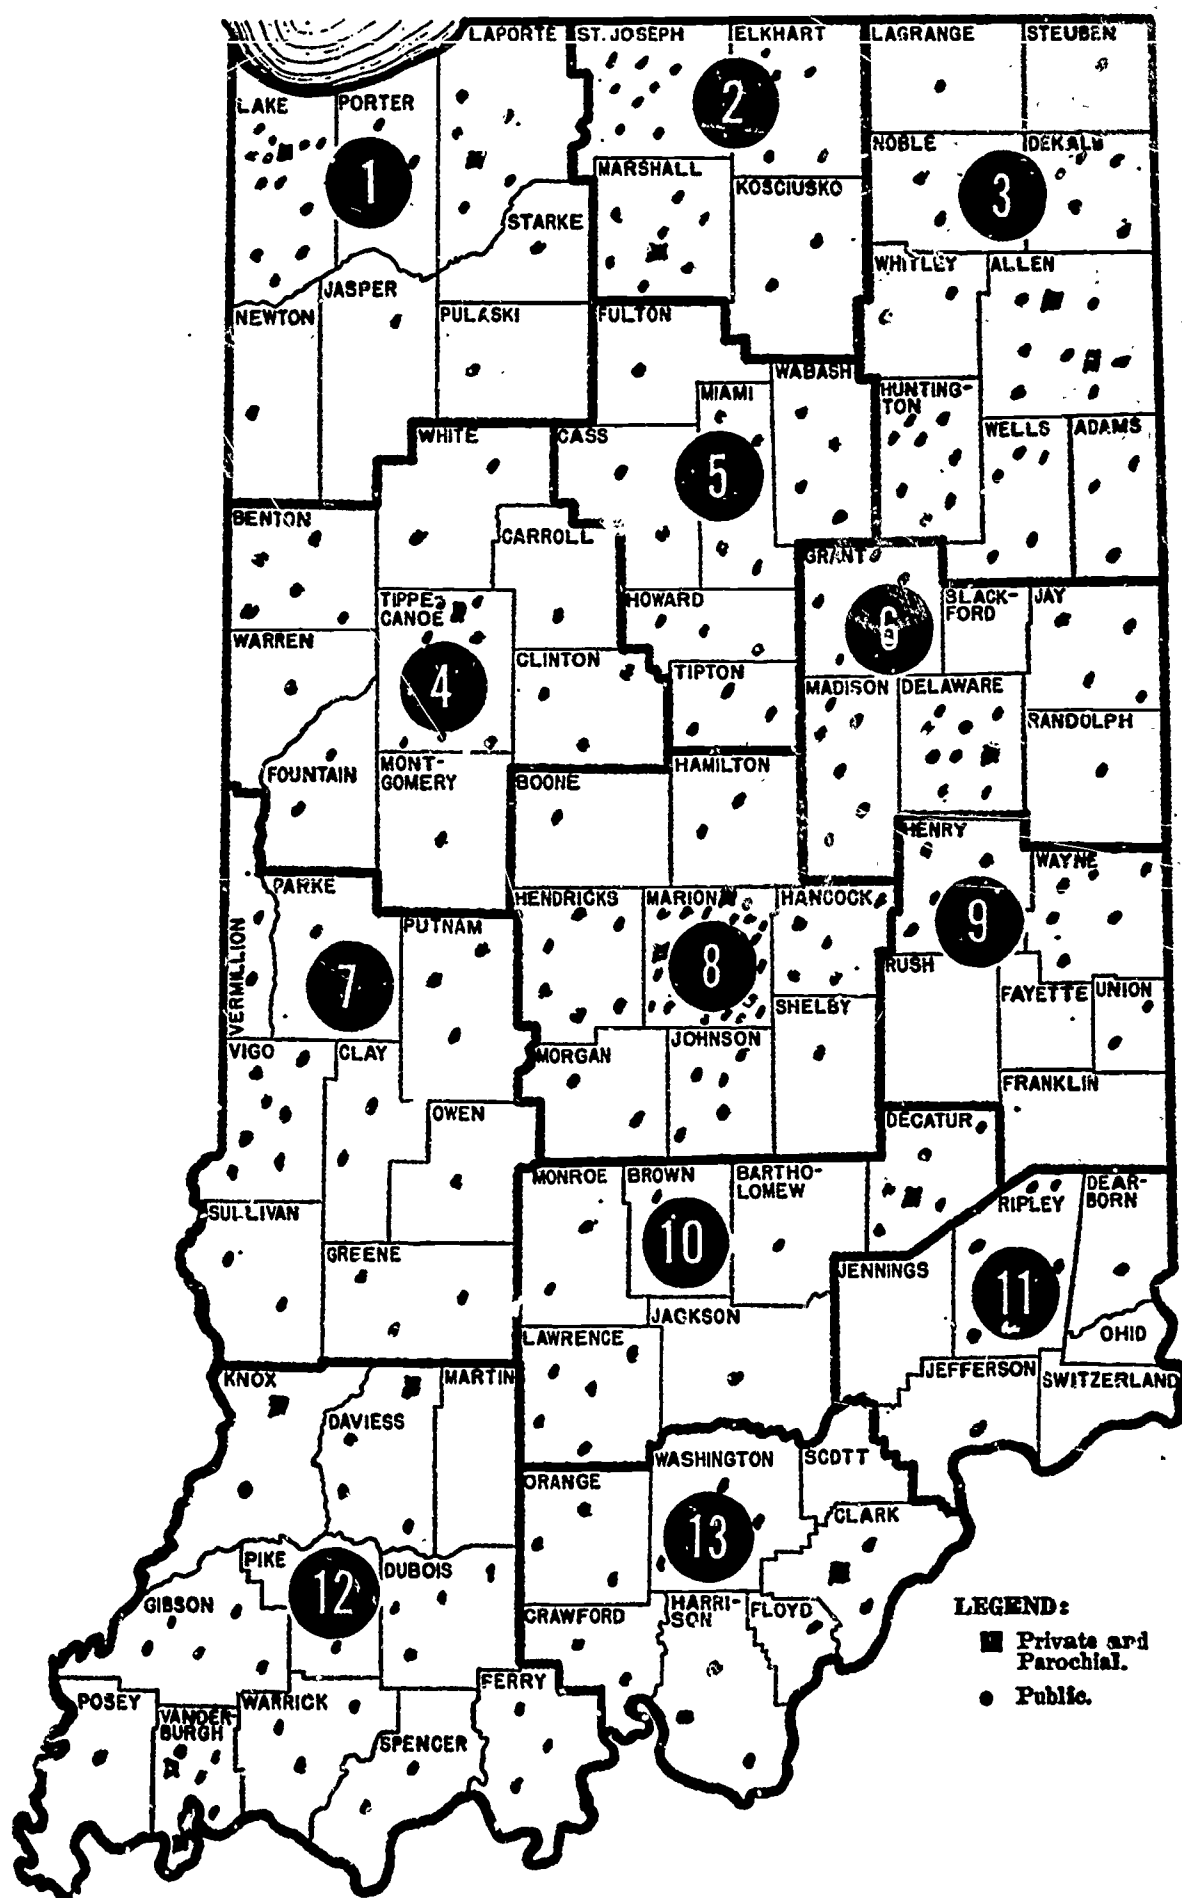 LAPORTE
ST. JOSEPH
ELKHART
LAGRANGE
STEUBEN
LAKE
PORTER
2
NOBLE
DEKALB
1
MARSHALL
KOSCIUSKO
3
STARKE
WHITLEY
ALLEN
JASPER
NEWTON
PULASKI
FULTON
WABASH
MIAMI
HUNTING-
TON
WHITE
CASS
WELLS
ADAMS
5
BENTON
CARROLL
GRANT
TIPPE-
CANOE
HOWARD
BLACK-
FORD
JAY
6
WARREN
CLINTON
TIPTON
4
MADISON
DELAWARE
RANDOLPH
FOUNTAIN
MONT-
GOMERY
BOONE
HAMILTON
HENRY
WAYNE
PARKE
HENDRICKS
MARION
HANCOCK
PUTNAM
9
VERMILLION
7
8
RUSH
FAYETTE
UNION
SHELBY
VIGO
CLAY
MORGAN
JOHNSON
FRANKLIN
OWEN
DECATUR
MONROE
BROWN
BARTHO-
LOMEW
DEAR-
BORN
RIPLEY
SULLIVAN
10
GREENE
JENNINGS
11
JACKSON
LAWRENCE
OHIO
KNOX
MARTIN
JEFFERSON
SWITZERLAND
DAVIESS
WASHINGTON
SCOTT
ORANGE
CLARK
13
PIKE
DUBOIS
12
GIBSON
CRAWFORD
HARRI-
SON
FLOYD
LEGEND:
Private and
Parochial.
Public.
PERRY
POSEY
VANDER-
BURGH
WARRICK
SPENCER